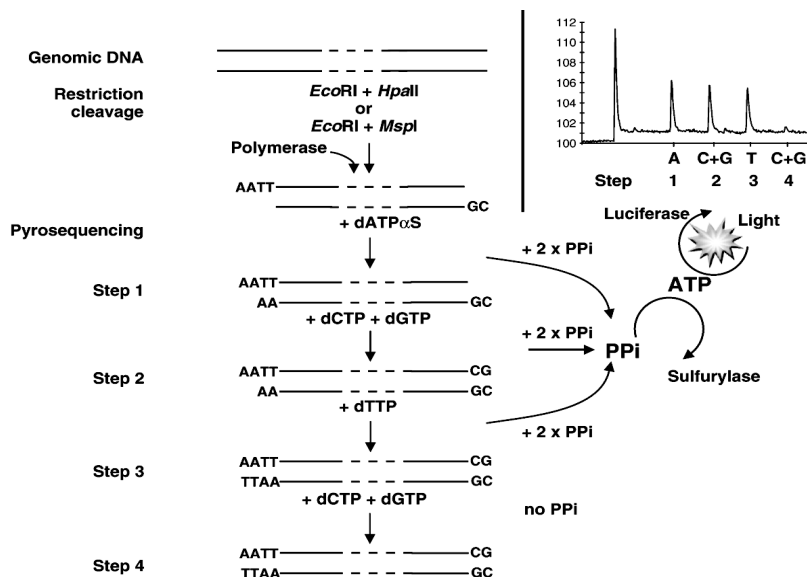 Genomic DNA
Restriction
cleavage
EcoRI + HpaII
or
EcoRI + MspI
Polymerase
AATT
GC
Pyrosequencing
+ dATPαS
Step 1
AATT
AA
GC
+ dCTP + dGTP
Step 2
AATT
CG
AA
GC
+ dTTP
Step 3
AATT
CG
TTAA
GC
+ dCTP + dGTP
Step 4
AATT
CG
TTAA
GC
112
110
108
106
104
102
100
A C+G T C+G
Step 1 2 3 4
Luciferase
Light
+ 2 x PPi
ATP
+ 2 x PPi
PPi
Sulfurylase
+ 2 x PPi
no PPi